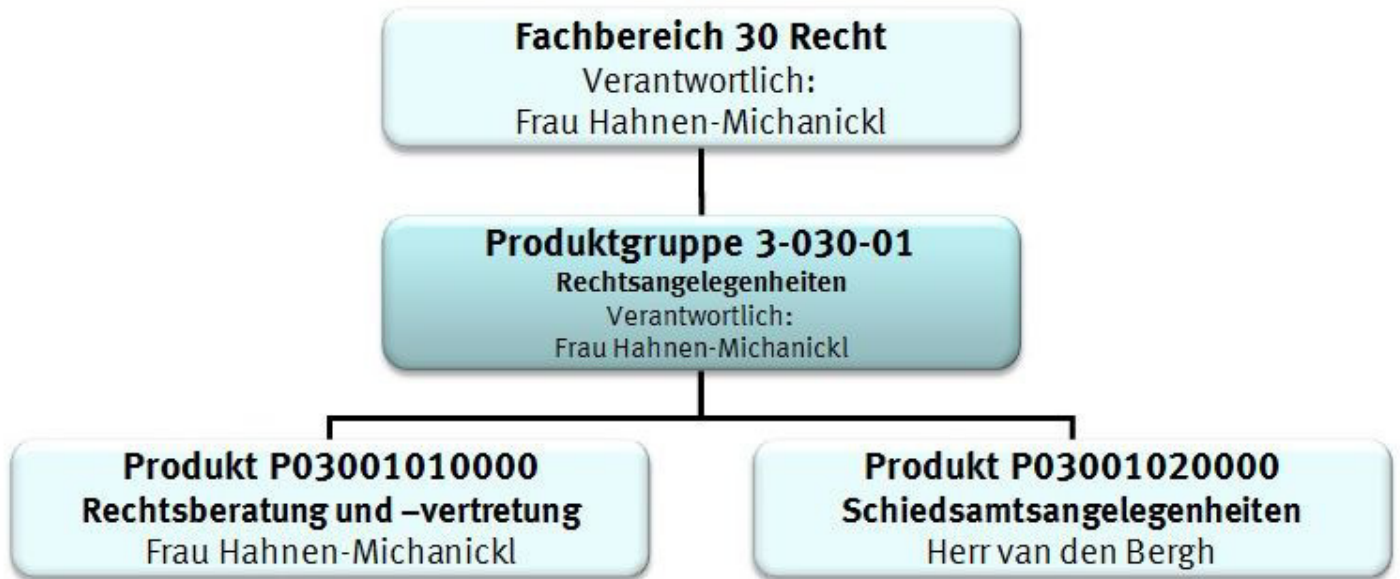 Fachbereich 30 Recht
Verantwortlich:
Frau Hahnen-Michanickl
Produktgruppe 3-030-01
Rechtsangelegenheiten
Verantwortlich:
Frau Hahnen-Michanickl
Produkt P03001010000
Rechtsberatung und –vertretung
Frau Hahnen-Michanickl
Produkt P03001020000
Schiedsamtsangelegenheiten
Herr van den Bergh